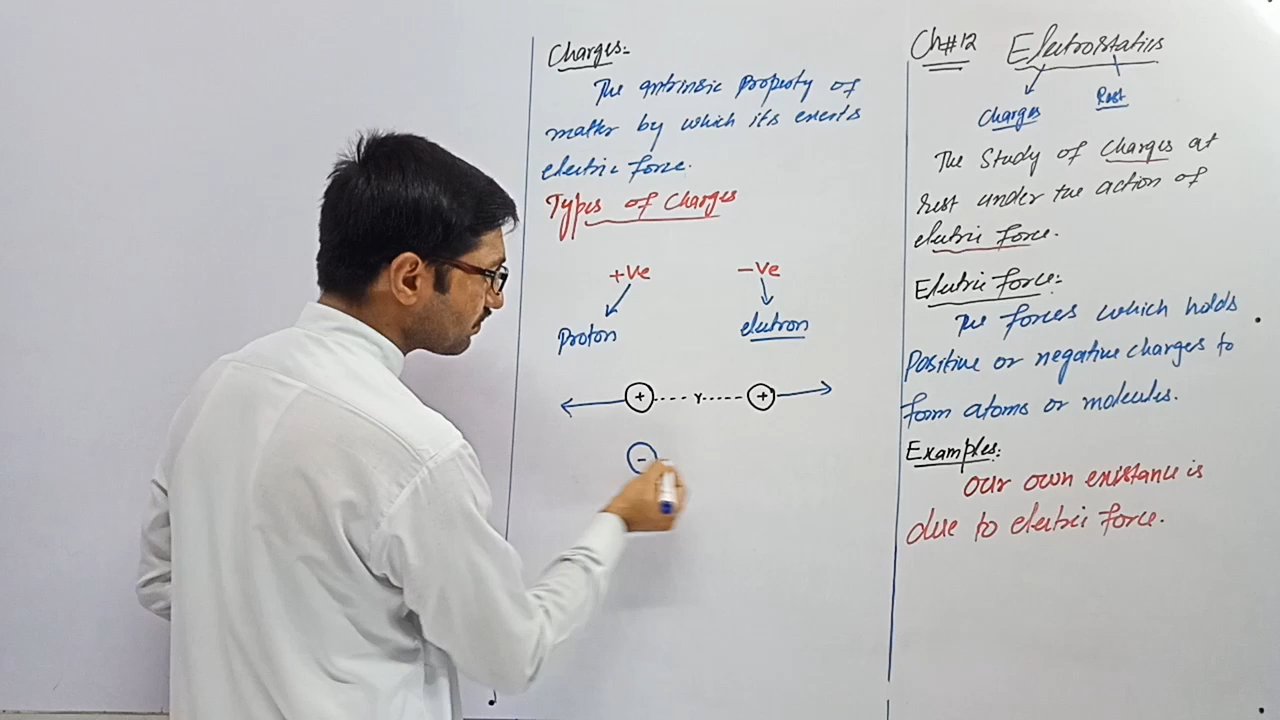 Ch#12 Electrostatics
Charges Rest
The Study of Charges at
rest under the action of
electric force.
Electric force:-
The forces which holds
Positive or negative charges to
form atoms or molecules.
Examples:-
Our own existance is
due to electric force.
Charges:-
The intrinsic Property of
matter by which its exerts
electric force.
Types of Charges
+ve -ve
Proton electron
+ r +
-